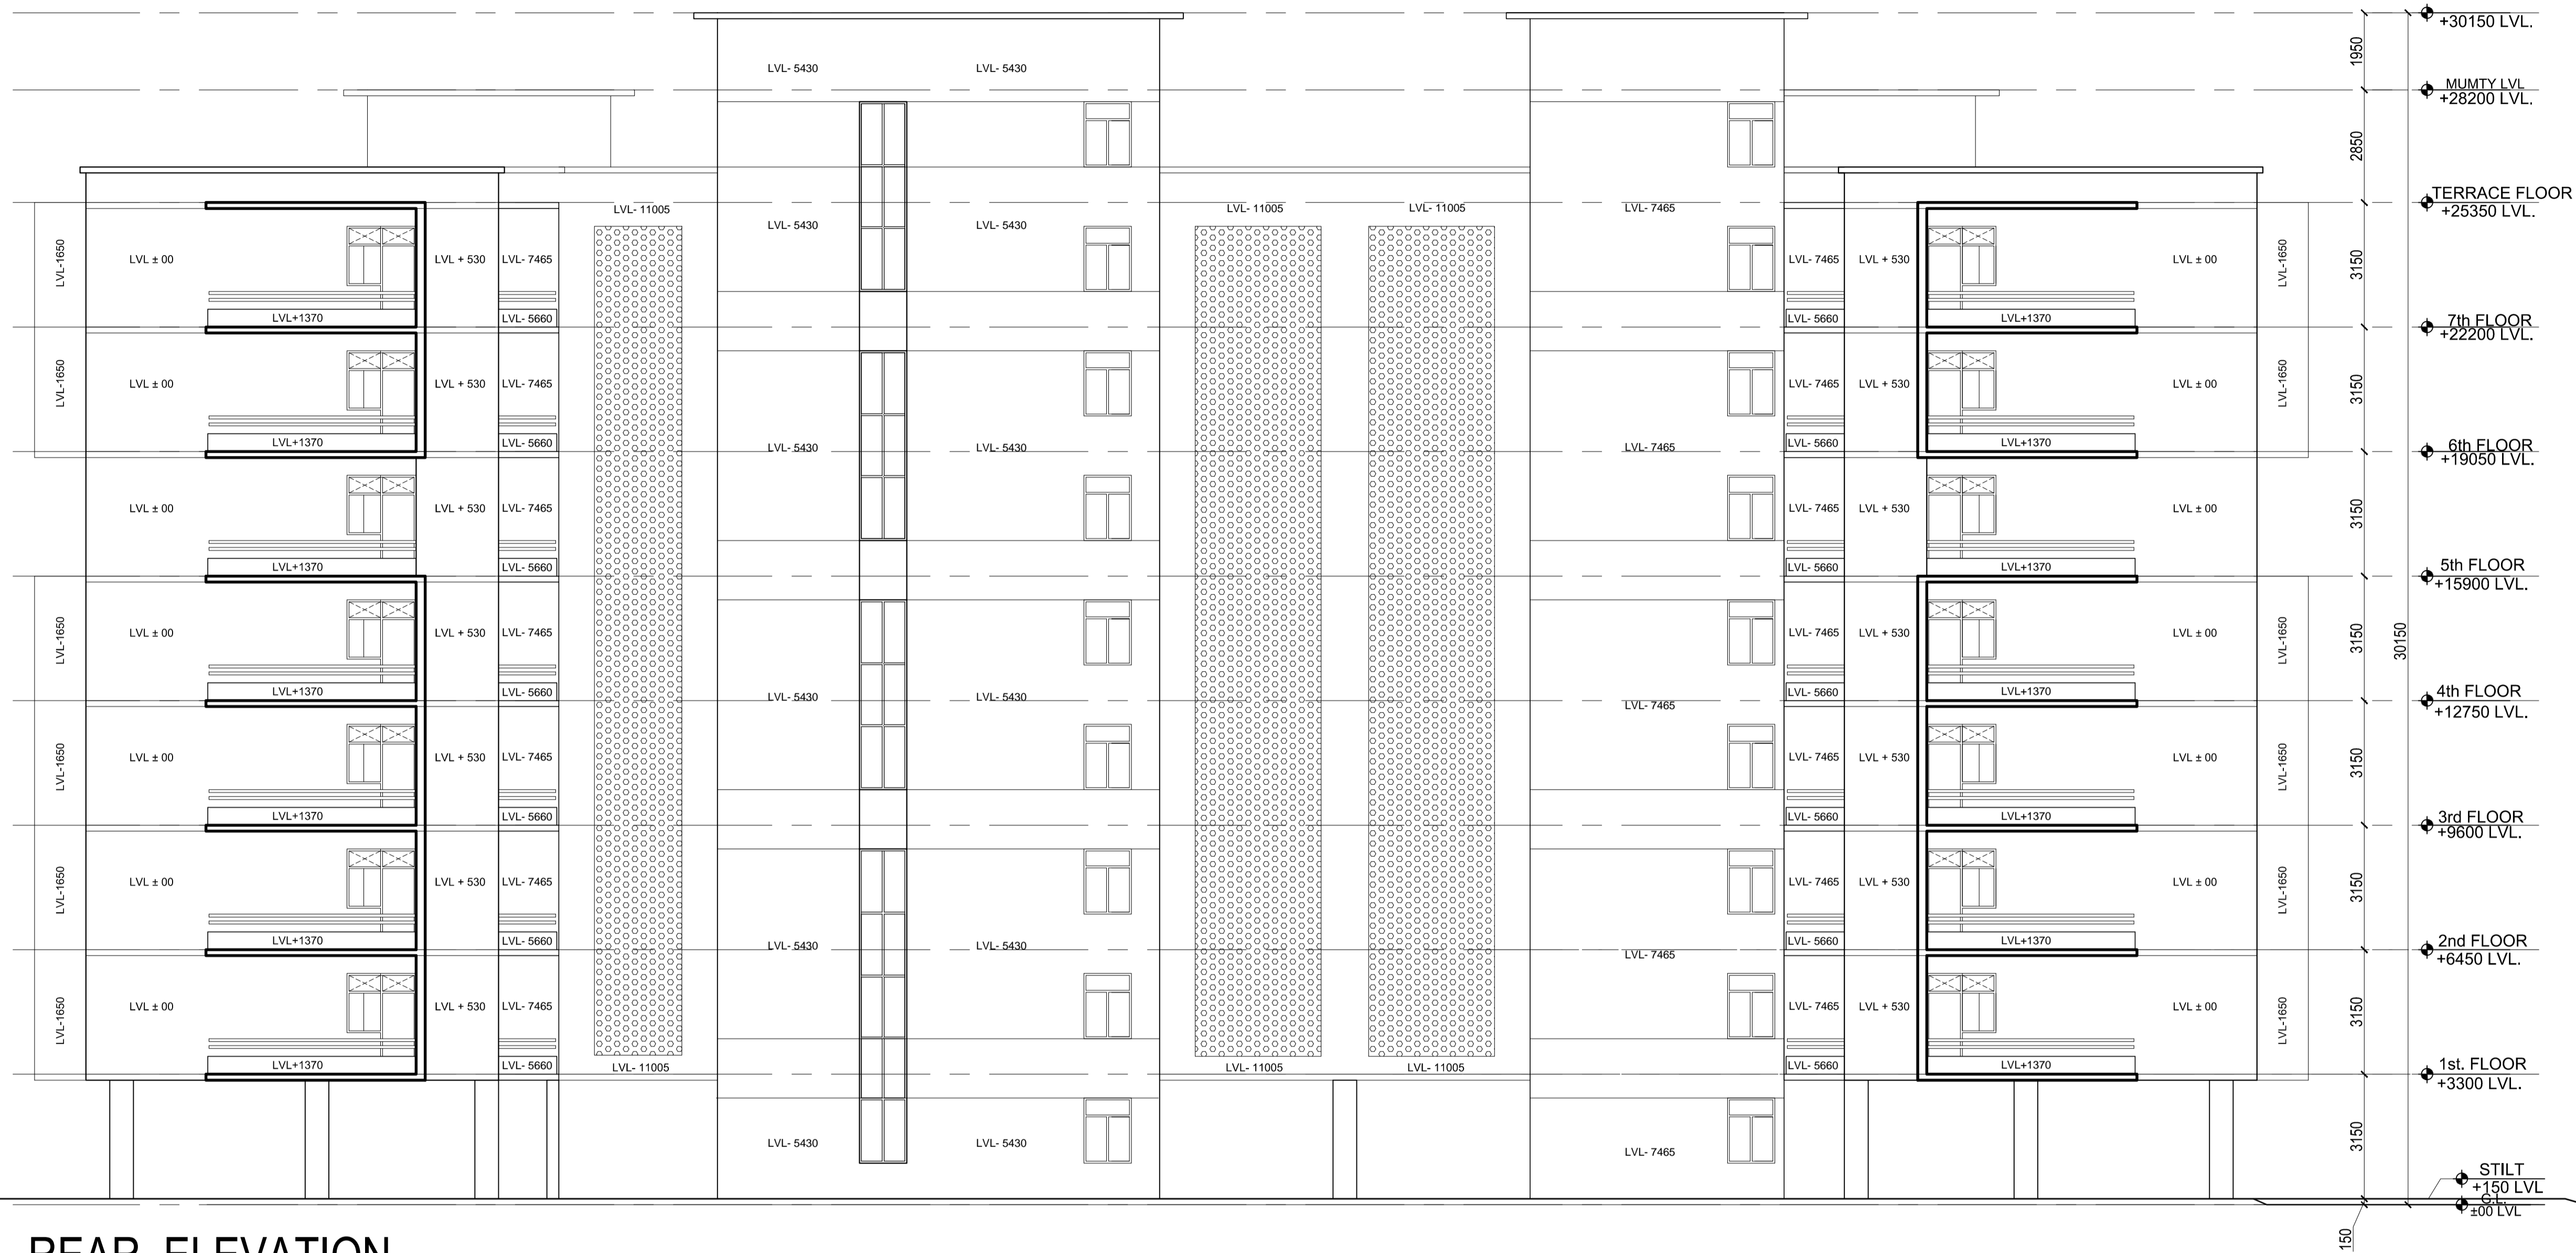 +30150 LVL.
1950
LVL- 5430 LVL- 5430
MUMTY LVL
+28200 LVL.
2850
TERRACE FLOOR
+25350 LVL.
LVL- 11005 LVL- 11005 LVL- 11005 LVL- 7465
LVL- 5430 LVL- 5430
LVL-1650 LVL ± 00 LVL + 530 LVL- 7465 LVL- 7465 LVL + 530 LVL ± 00 LVL-1650 3150
LVL+1370 LVL- 5660 LVL- 5660 LVL+1370
7th FLOOR
+22200 LVL.
LVL-1650 LVL ± 00 LVL + 530 LVL- 7465 LVL- 7465 LVL + 530 LVL ± 00 LVL-1650 3150
LVL+1370 LVL- 5660 LVL- 5660 LVL+1370
LVL- 5430 LVL- 5430 LVL- 7465
6th FLOOR
+19050 LVL.
LVL ± 00 LVL + 530 LVL- 7465 LVL- 7465 LVL + 530 LVL ± 00 3150
LVL+1370 LVL- 5660 LVL- 5660 LVL+1370
5th FLOOR
+15900 LVL.
LVL-1650 LVL ± 00 LVL + 530 LVL- 7465 LVL- 7465 LVL + 530 LVL ± 00 LVL-1650 3150 30150
LVL+1370 LVL- 5660 LVL- 5660 LVL+1370
LVL- 5430 LVL- 5430 LVL- 7465
4th FLOOR
+12750 LVL.
LVL-1650 LVL ± 00 LVL + 530 LVL- 7465 LVL- 7465 LVL + 530 LVL ± 00 LVL-1650 3150
LVL+1370 LVL- 5660 LVL- 5660 LVL+1370
3rd FLOOR
+9600 LVL.
LVL-1650 LVL ± 00 LVL + 530 LVL- 7465 LVL- 7465 LVL + 530 LVL ± 00 LVL-1650 3150
LVL+1370 LVL- 5660 LVL- 5660 LVL+1370
LVL- 5430 LVL- 5430 LVL- 7465
2nd FLOOR
+6450 LVL.
LVL-1650 LVL ± 00 LVL + 530 LVL- 7465 LVL- 7465 LVL + 530 LVL ± 00 LVL-1650 3150
LVL+1370 LVL- 5660 LVL- 5660 LVL+1370
LVL- 11005 LVL- 11005 LVL- 11005
1st. FLOOR
+3300 LVL.
LVL- 5430 LVL- 5430 LVL- 7465 3150
STILT
+150 LVL
G.L.
±00 LVL
150
REAR ELEVATION